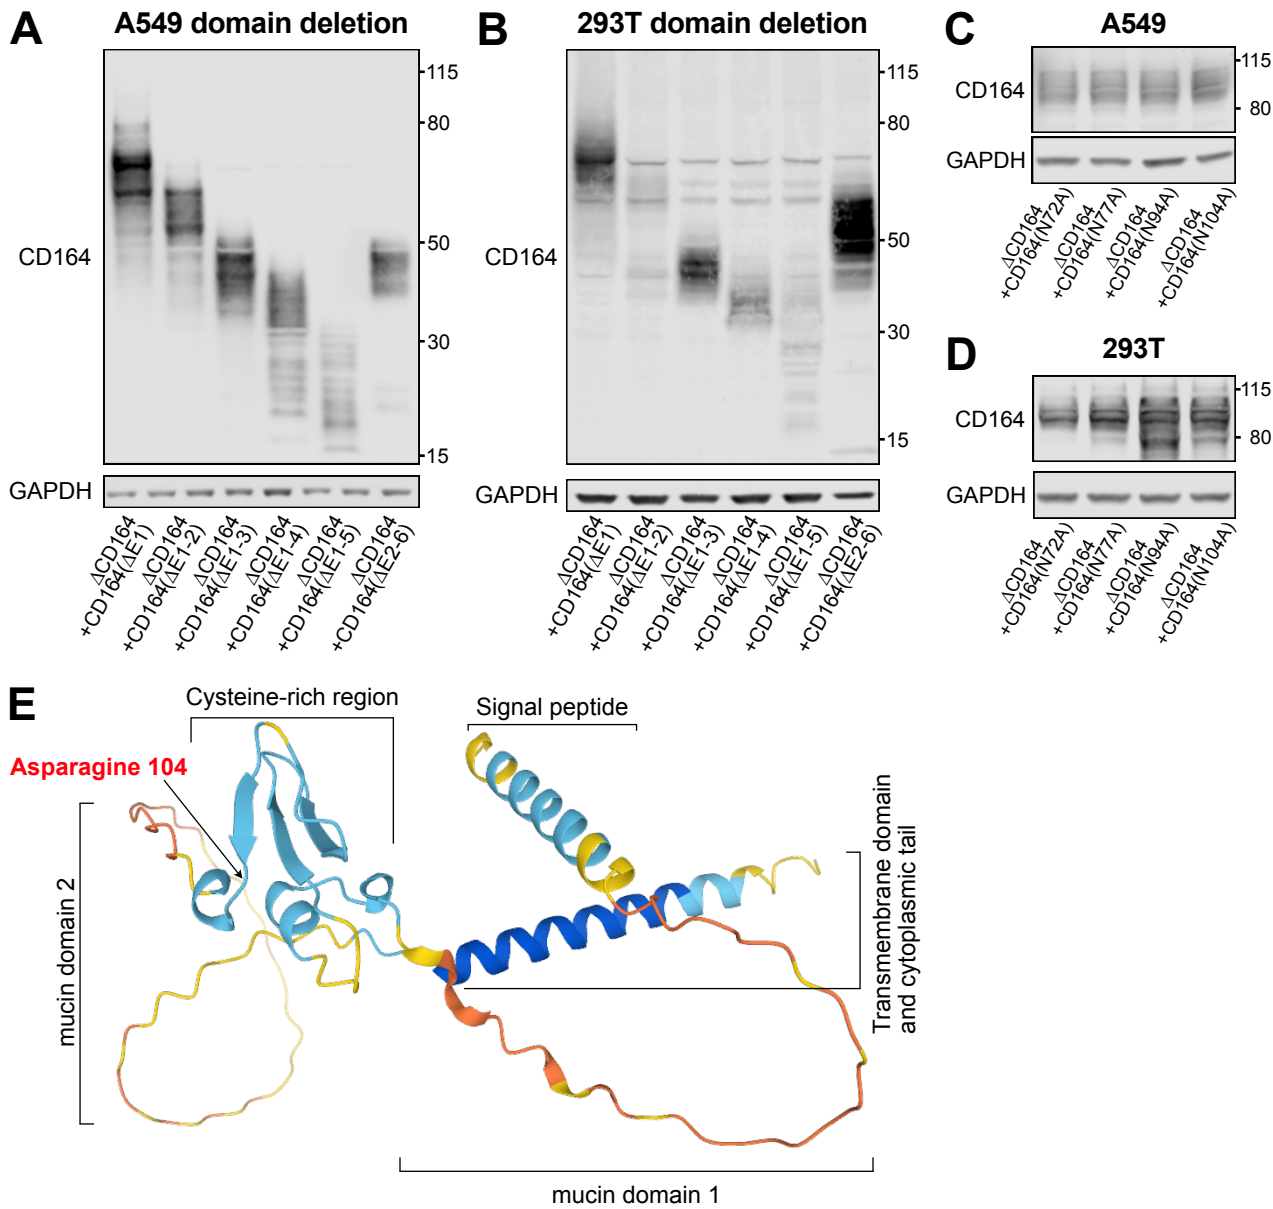 A
A549 domain deletion
115
80
50
30
15
CD164
GAPDH
ΔCD164
+CD164(ΔE1)
ΔCD164
+CD164(ΔE1-2)
ΔCD164
+CD164(ΔE1-3)
ΔCD164
+CD164(ΔE1-4)
ΔCD164
+CD164(ΔE1-5)
ΔCD164
+CD164(ΔE2-6)
B
293T domain deletion
115
80
50
30
15
CD164
GAPDH
ΔCD164
+CD164(ΔE1)
ΔCD164
+CD164(ΔE1-2)
ΔCD164
+CD164(ΔE1-3)
ΔCD164
+CD164(ΔE1-4)
ΔCD164
+CD164(ΔE1-5)
ΔCD164
+CD164(ΔE2-6)
C
A549
115
80
CD164
GAPDH
ΔCD164
+CD164(N72A)
ΔCD164
+CD164(N77A)
ΔCD164
+CD164(N94A)
ΔCD164
+CD164(N104A)
D
293T
115
80
CD164
GAPDH
ΔCD164
+CD164(N72A)
ΔCD164
+CD164(N77A)
ΔCD164
+CD164(N94A)
ΔCD164
+CD164(N104A)
E
Cysteine-rich region
Signal peptide
Asparagine 104
mucin domain 2
Transmembrane domain
and cytoplasmic tail
mucin domain 1